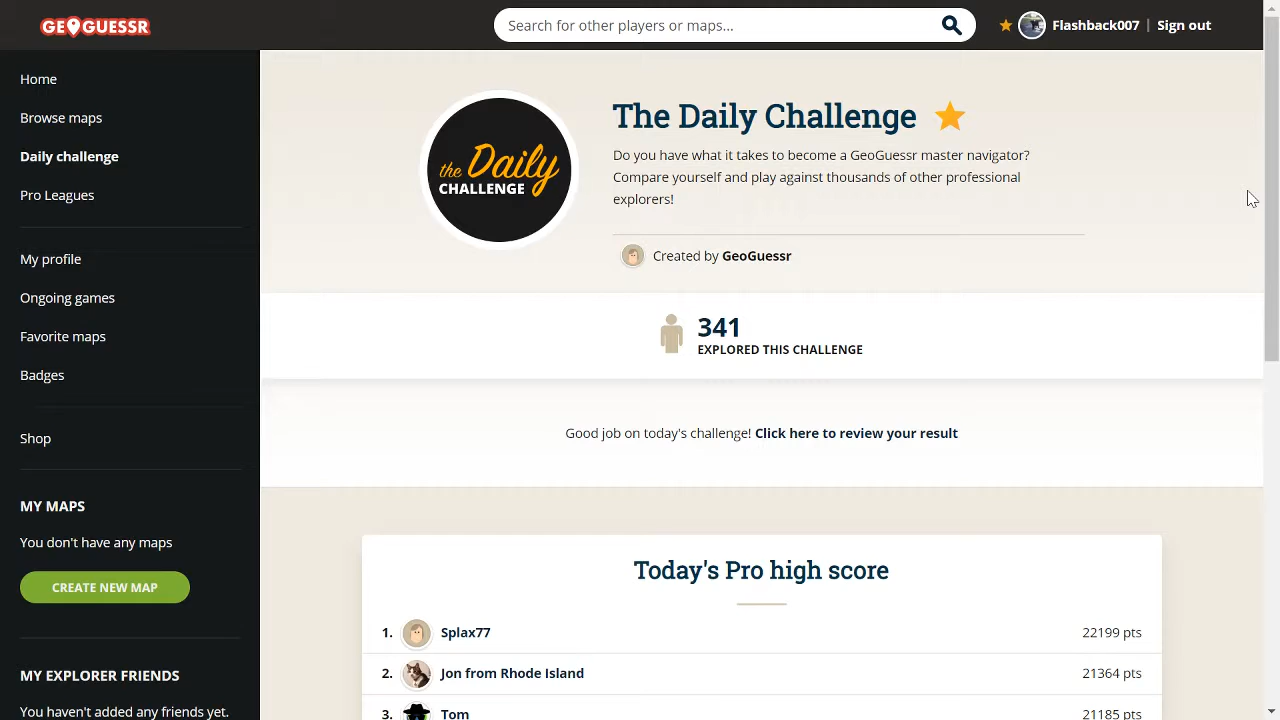 GEOGUESSR
Search for other players or maps...
Flashback007 | Sign out
Home
Browse maps
Daily challenge
Pro Leagues
My profile
Ongoing games
Favorite maps
Badges
Shop
MY MAPS
You don't have any maps
CREATE NEW MAP
MY EXPLORER FRIENDS
You haven't added any friends yet.
the Daily
CHALLENGE
The Daily Challenge
Do you have what it takes to become a GeoGuessr master navigator?
Compare yourself and play against thousands of other professional
explorers!
Created by GeoGuessr
341
EXPLORED THIS CHALLENGE
Good job on today's challenge! Click here to review your result
Today's Pro high score
1. Splax77 22199 pts
2. Jon from Rhode Island 21364 pts
3. Tom 21185 pts